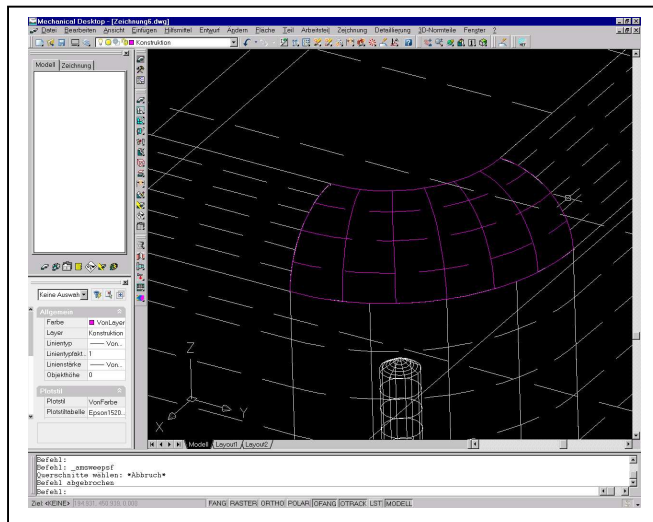 Mechanical Desktop - [Zeichnung6.dwg]
Datei Bearbeiten Ansicht Einfügen Hilfsmittel Entwurf Ändern Fläche Teil Arbeitsteil Zeichnung Detaillierung 3D-Normteile Fenster ?
Konstruktion
Modell Zeichnung
Keine Auswahl
Allgemein
Farbe VonLayer
Layer Konstruktion
Linientyp Von...
Linientypfakt... 1
Linienstärke Von...
Objekthöhe 0
Plotstil
Plotstil VonFarbe
Plotstiltabelle Epson1520...
Z
X
Y
Modell Layout1 Layout2
Befehl:
Befehl: _amsweepsf
Querschnitte wählen: *Abbruch*
Befehl abgebrochen
Befehl:
Ziel: <KEINE> FANG RASTER ORTHO POLAR OFANG OTRACK LST MODELL